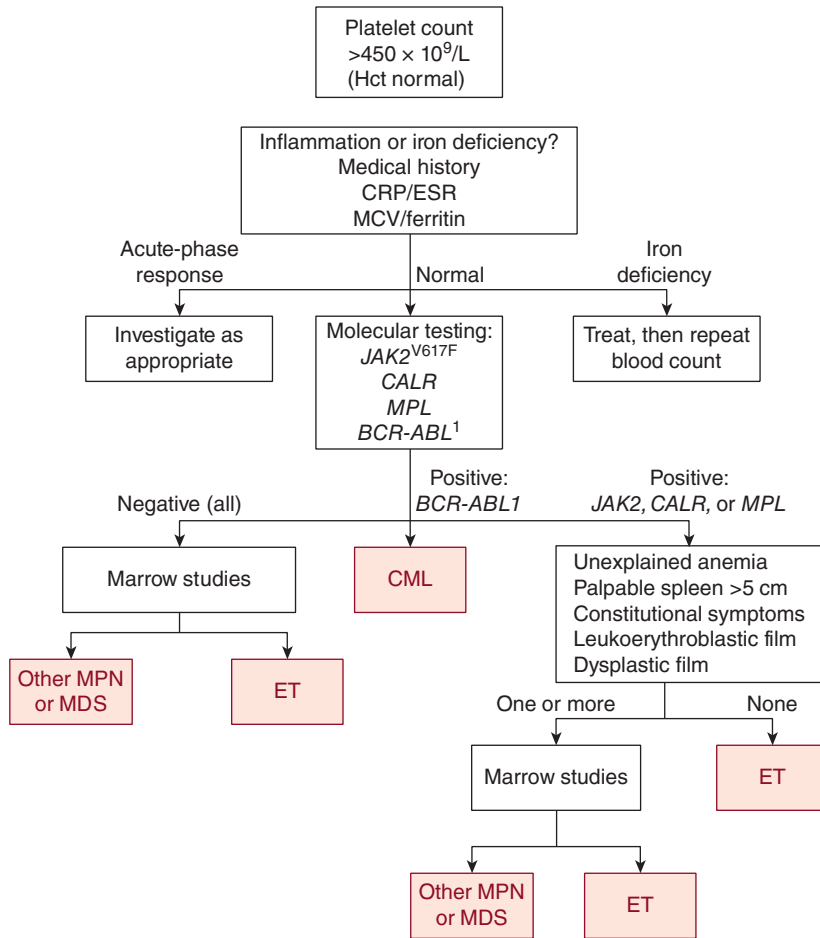 Platelet count
>450 × 10⁹/L
(Hct normal)
Inflammation or iron deficiency?
Medical history
CRP/ESR
MCV/ferritin
Acute-phase
response
Normal
Iron
deficiency
Investigate as
appropriate
Molecular testing:
JAK2ⱽ⁶¹⁷ᶠ
CALR
MPL
BCR-ABL¹
Treat, then repeat
blood count
Negative (all)
Positive:
BCR-ABL1
Positive:
JAK2, CALR, or MPL
Marrow studies
CML
Unexplained anemia
Palpable spleen >5 cm
Constitutional symptoms
Leukoerythroblastic film
Dysplastic film
Other MPN
or MDS
ET
One or more
None
Marrow studies
ET
Other MPN
or MDS
ET